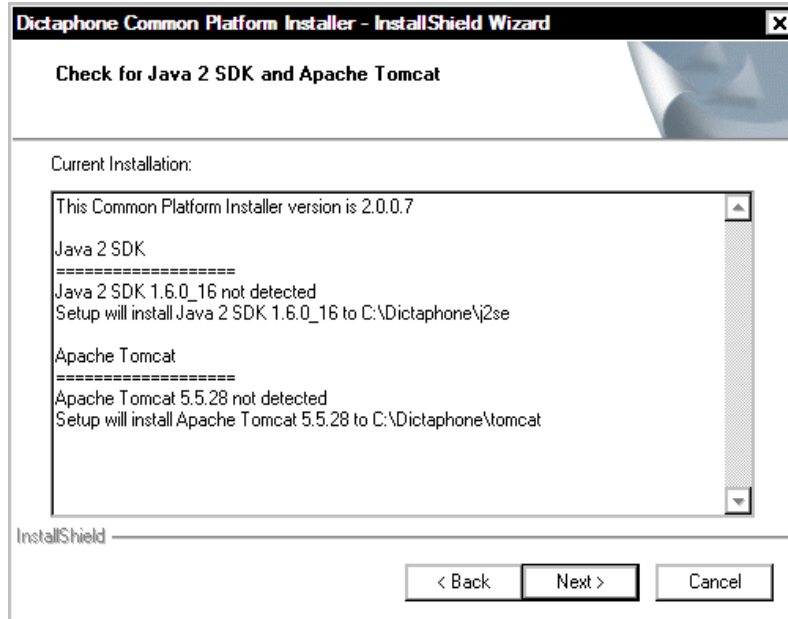 Dictaphone Common Platform Installer - InstallShield Wizard
Check for Java 2 SDK and Apache Tomcat
Current Installation:
This Common Platform Installer version is 2.0.0.7
Java 2 SDK
===================
Java 2 SDK 1.6.0_16 not detected
Setup will install Java 2 SDK 1.6.0_16 to C:\Dictaphone\j2se
Apache Tomcat
===================
Apache Tomcat 5.5.28 not detected
Setup will install Apache Tomcat 5.5.28 to C:\Dictaphone\tomcat
InstallShield
< Back Next > Cancel